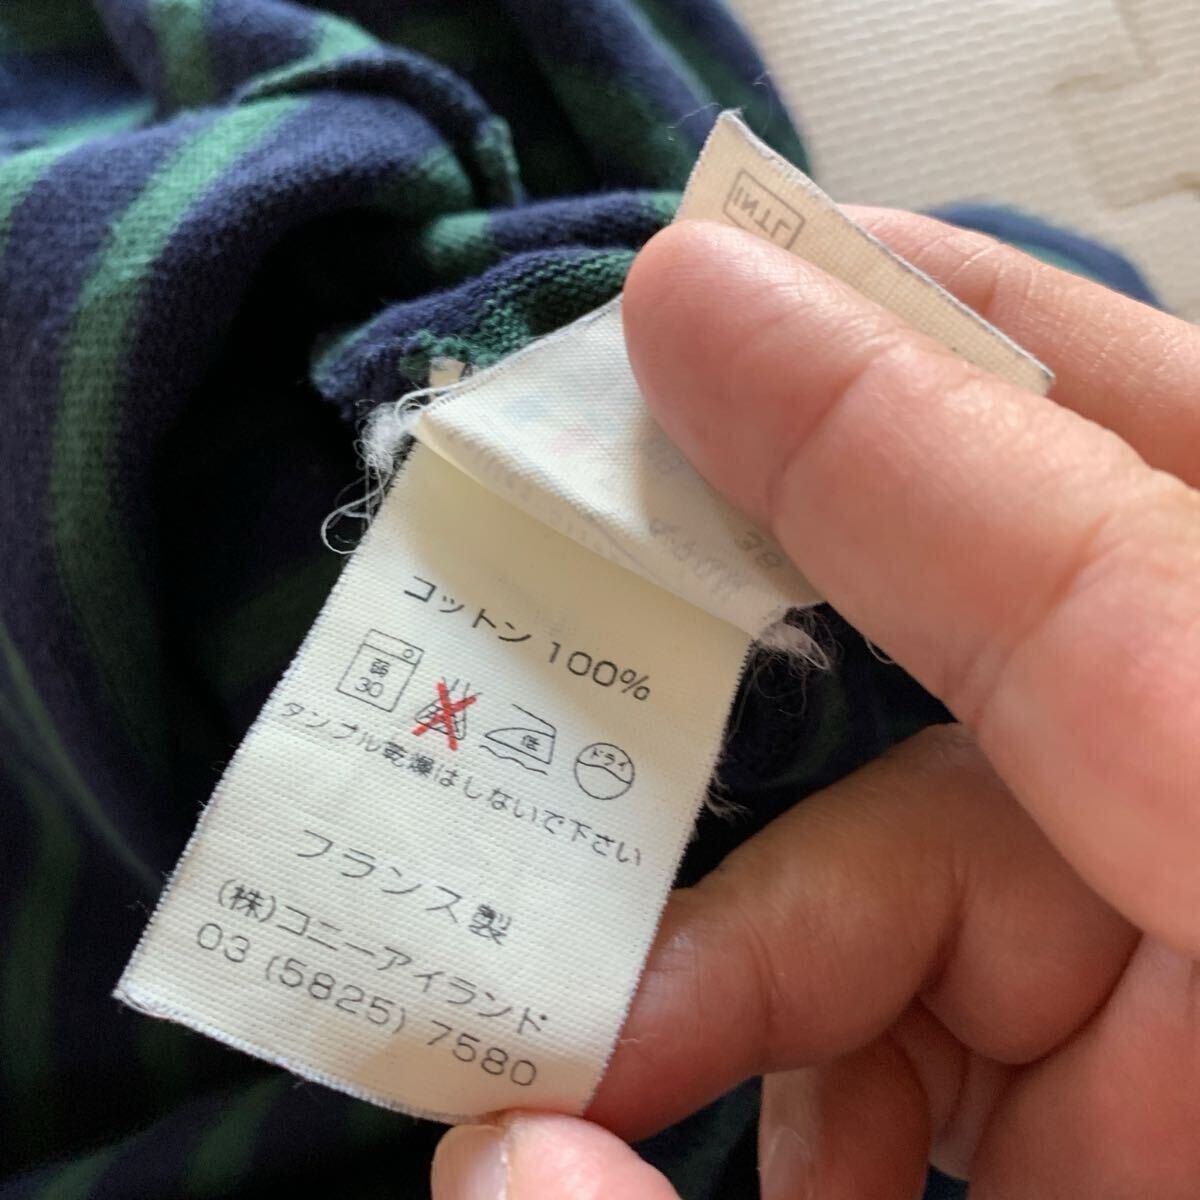 コットン 100%
弱
30
低
ドライ
タンブル乾燥はしないで下さい
フランス製
(株)コニーアイランド
03 (5825) 7580